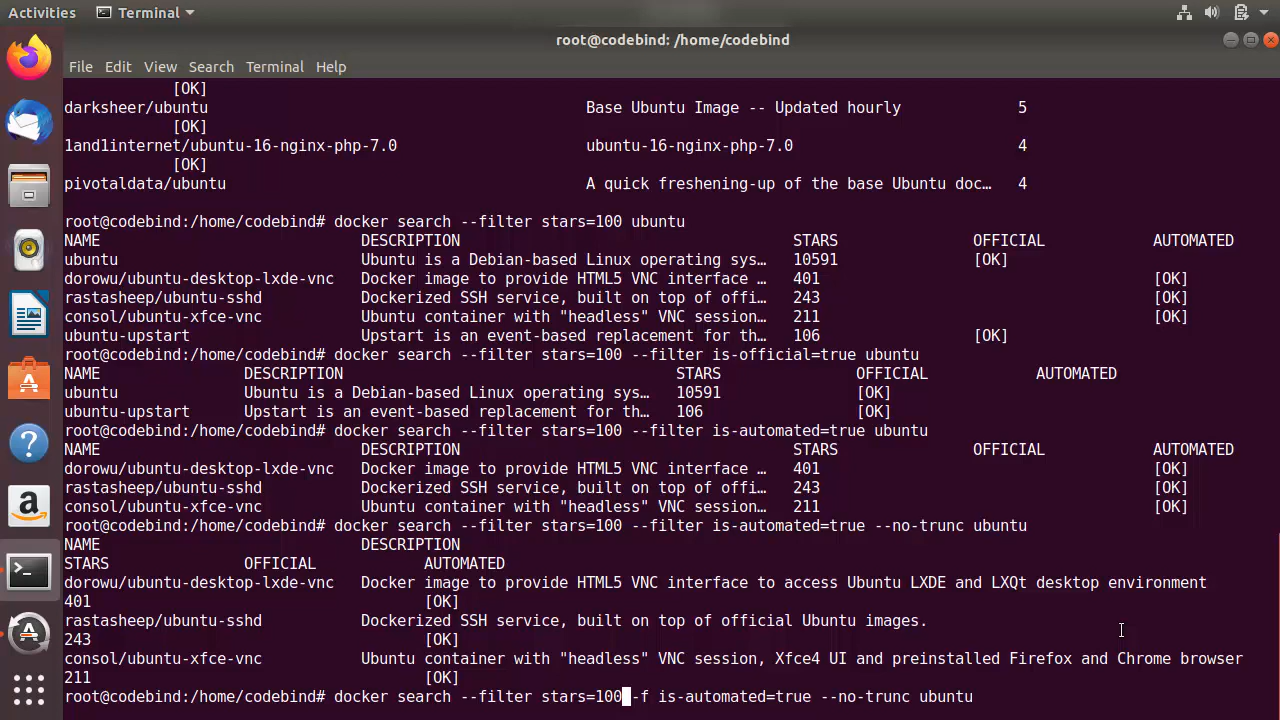 Activities Terminal
root@codebind: /home/codebind
File Edit View Search Terminal Help
[OK]
darksheer/ubuntu Base Ubuntu Image -- Updated hourly 5
[OK]
1and1internet/ubuntu-16-nginx-php-7.0 ubuntu-16-nginx-php-7.0 4
[OK]
pivotaldata/ubuntu A quick freshening-up of the base Ubuntu doc… 4
root@codebind:/home/codebind# docker search --filter stars=100 ubuntu
NAME DESCRIPTION STARS OFFICIAL AUTOMATED
ubuntu Ubuntu is a Debian-based Linux operating sys… 10591 [OK]
dorowu/ubuntu-desktop-lxde-vnc Docker image to provide HTML5 VNC interface … 401 [OK]
rastasheep/ubuntu-sshd Dockerized SSH service, built on top of offi… 243 [OK]
consol/ubuntu-xfce-vnc Ubuntu container with "headless" VNC session… 211 [OK]
ubuntu-upstart Upstart is an event-based replacement for th… 106 [OK]
root@codebind:/home/codebind# docker search --filter stars=100 --filter is-official=true ubuntu
NAME DESCRIPTION STARS OFFICIAL AUTOMATED
ubuntu Ubuntu is a Debian-based Linux operating sys… 10591 [OK]
ubuntu-upstart Upstart is an event-based replacement for th… 106 [OK]
root@codebind:/home/codebind# docker search --filter stars=100 --filter is-automated=true ubuntu
NAME DESCRIPTION STARS OFFICIAL AUTOMATED
dorowu/ubuntu-desktop-lxde-vnc Docker image to provide HTML5 VNC interface … 401 [OK]
rastasheep/ubuntu-sshd Dockerized SSH service, built on top of offi… 243 [OK]
consol/ubuntu-xfce-vnc Ubuntu container with "headless" VNC session… 211 [OK]
root@codebind:/home/codebind# docker search --filter stars=100 --filter is-automated=true --no-trunc ubuntu
NAME DESCRIPTION
STARS OFFICIAL AUTOMATED
dorowu/ubuntu-desktop-lxde-vnc Docker image to provide HTML5 VNC interface to access Ubuntu LXDE and LXQt desktop environment
401 [OK]
rastasheep/ubuntu-sshd Dockerized SSH service, built on top of official Ubuntu images.
243 [OK]
consol/ubuntu-xfce-vnc Ubuntu container with "headless" VNC session, Xfce4 UI and preinstalled Firefox and Chrome browser
211 [OK]
root@codebind:/home/codebind# docker search --filter stars=100 -f is-automated=true --no-trunc ubuntu